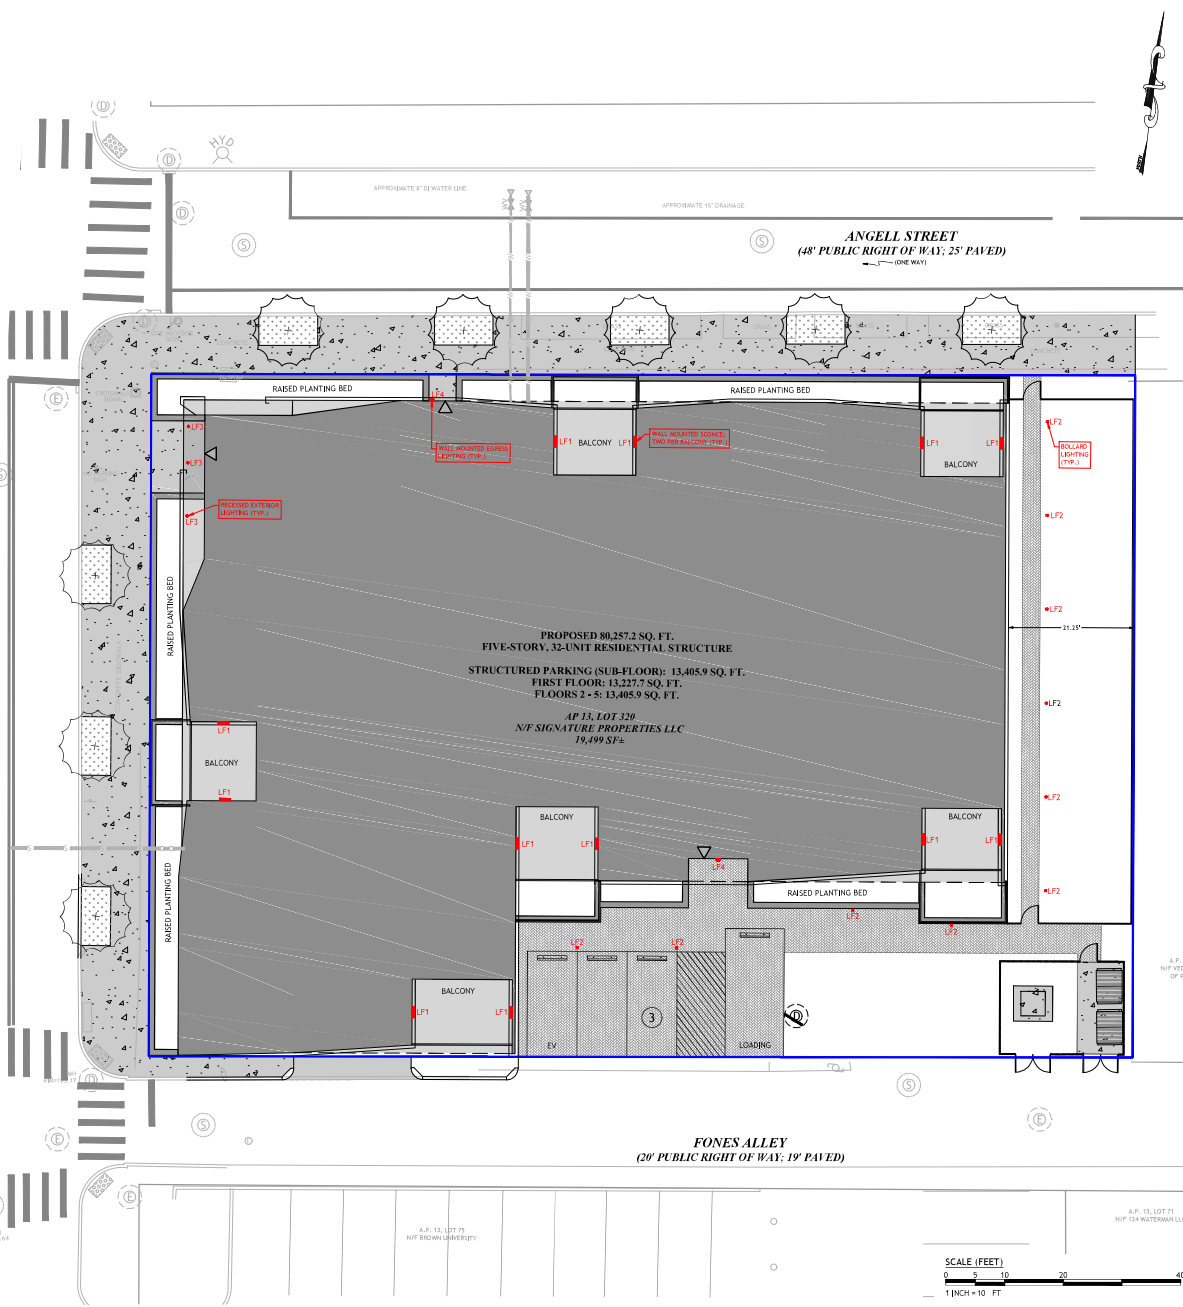 D
HYD
D
APPROXIMATE 8" DI WATER LINE
D
WV
WV
APPROXIMATE 15" DRAINAGE
S
S
ANGELL STREET
(48' PUBLIC RIGHT OF WAY; 25' PAVED)
(ONE WAY)
W
W
D
E
RAISED PLANTING BED
RAISED PLANTING BED
LF4
LF3
LF3
LF3
WALL MOUNTED EGRESS
LIGHTING (TYP.)
LF1
BALCONY
LF1
WALL MOUNTED SCONCE,
TWO PER BALCONY (TYP.)
LF1
LF1
BALCONY
LF2
BOLLARD
LIGHTING
(TYP.)
RECESSED EXTERIOR
LIGHTING (TYP.)
LF2
S
RAISED PLANTING BED
LF2
21.25'
PROPOSED 80,257.2 SQ. FT.
FIVE-STORY, 32-UNIT RESIDENTIAL STRUCTURE
STRUCTURED PARKING (SUB-FLOOR): 13,405.9 SQ. FT.
FIRST FLOOR: 13,227.7 SQ. FT.
FLOORS 2 - 5: 13,405.9 SQ. FT.
AP 13, LOT 320
N/F SIGNATURE PROPERTIES LLC
19,499 SF±
LF2
LF1
BALCONY
LF1
LF2
BALCONY
LF1
LF1
BALCONY
LF1
LF1
S
S
S
LF4
LF2
RAISED PLANTING BED
RAISED PLANTING BED
LF2
LF2
LF2
LF2
BALCONY
LF1
LF1
3
EV
LOADING
D
A.P.
D
S
S
E
E
E
FONES ALLEY
(20' PUBLIC RIGHT OF WAY; 19' PAVED)
E
A.P. 13, LOT 75
N/F BROWN UNIVERSITY
A.P. 13, LOT 71
N/F 134 WATERMAN LL
SCALE (FEET)
0 5 10 20 40
1 INCH = 10 FT